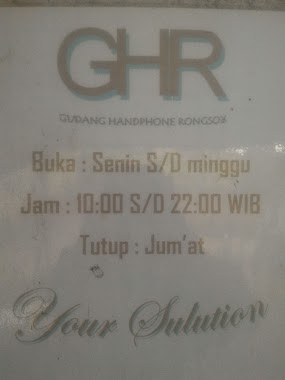 GHR
GUDANG HANDPHONE RONGSOK
Buka : Senin S/D minggu
Jam : 10:00 S/D 22:00 WIB
Tutup : Jum'at
Your Sulution